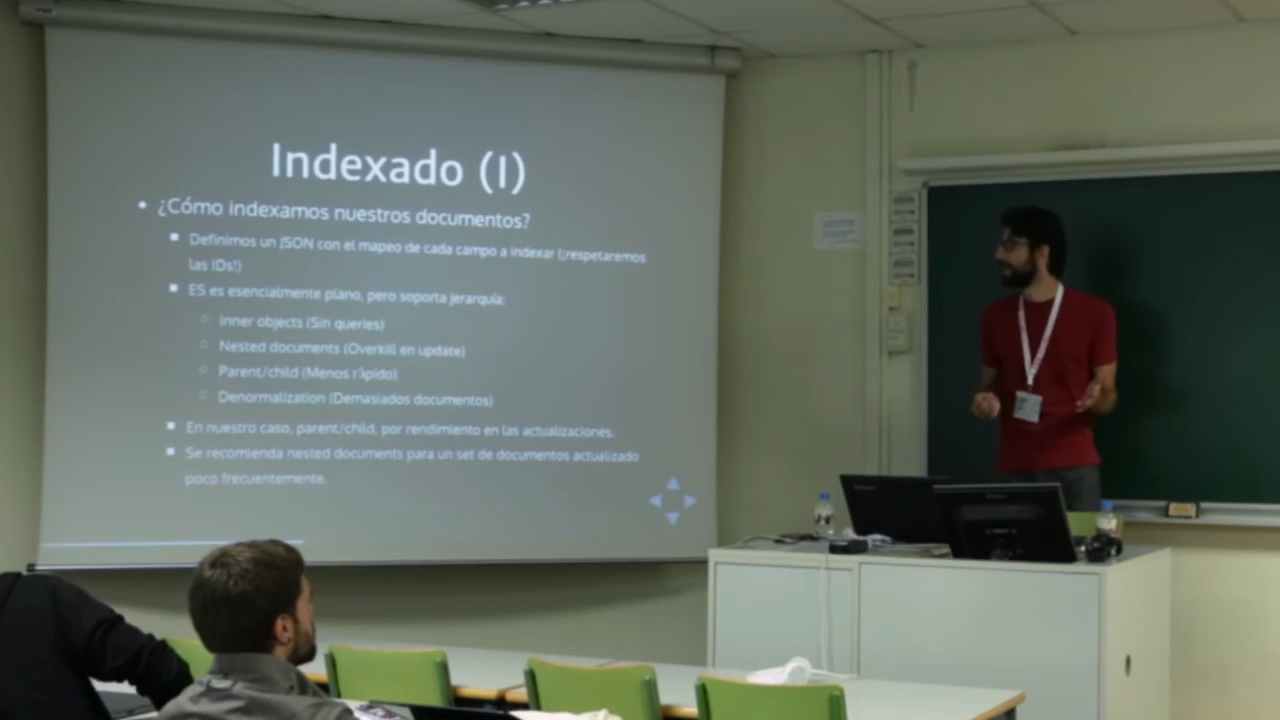 Indexado (I)
• ¿Cómo indexamos nuestros documentos?
Definimos un JSON con el mapeo de cada campo a indexar (¡respetaremos
las IDs!)
ES es esencialmente plano, pero soporta jerarquía:
Inner objects (Sin queries)
Nested documents (Overkill en update)
Parent/child (Menos rápido)
Denormalization (Demasiados documentos)
En nuestro caso, parent/child, por rendimiento en las actualizaciones.
Se recomienda nested documents para un set de documentos actualizado
poco frecuentemente.